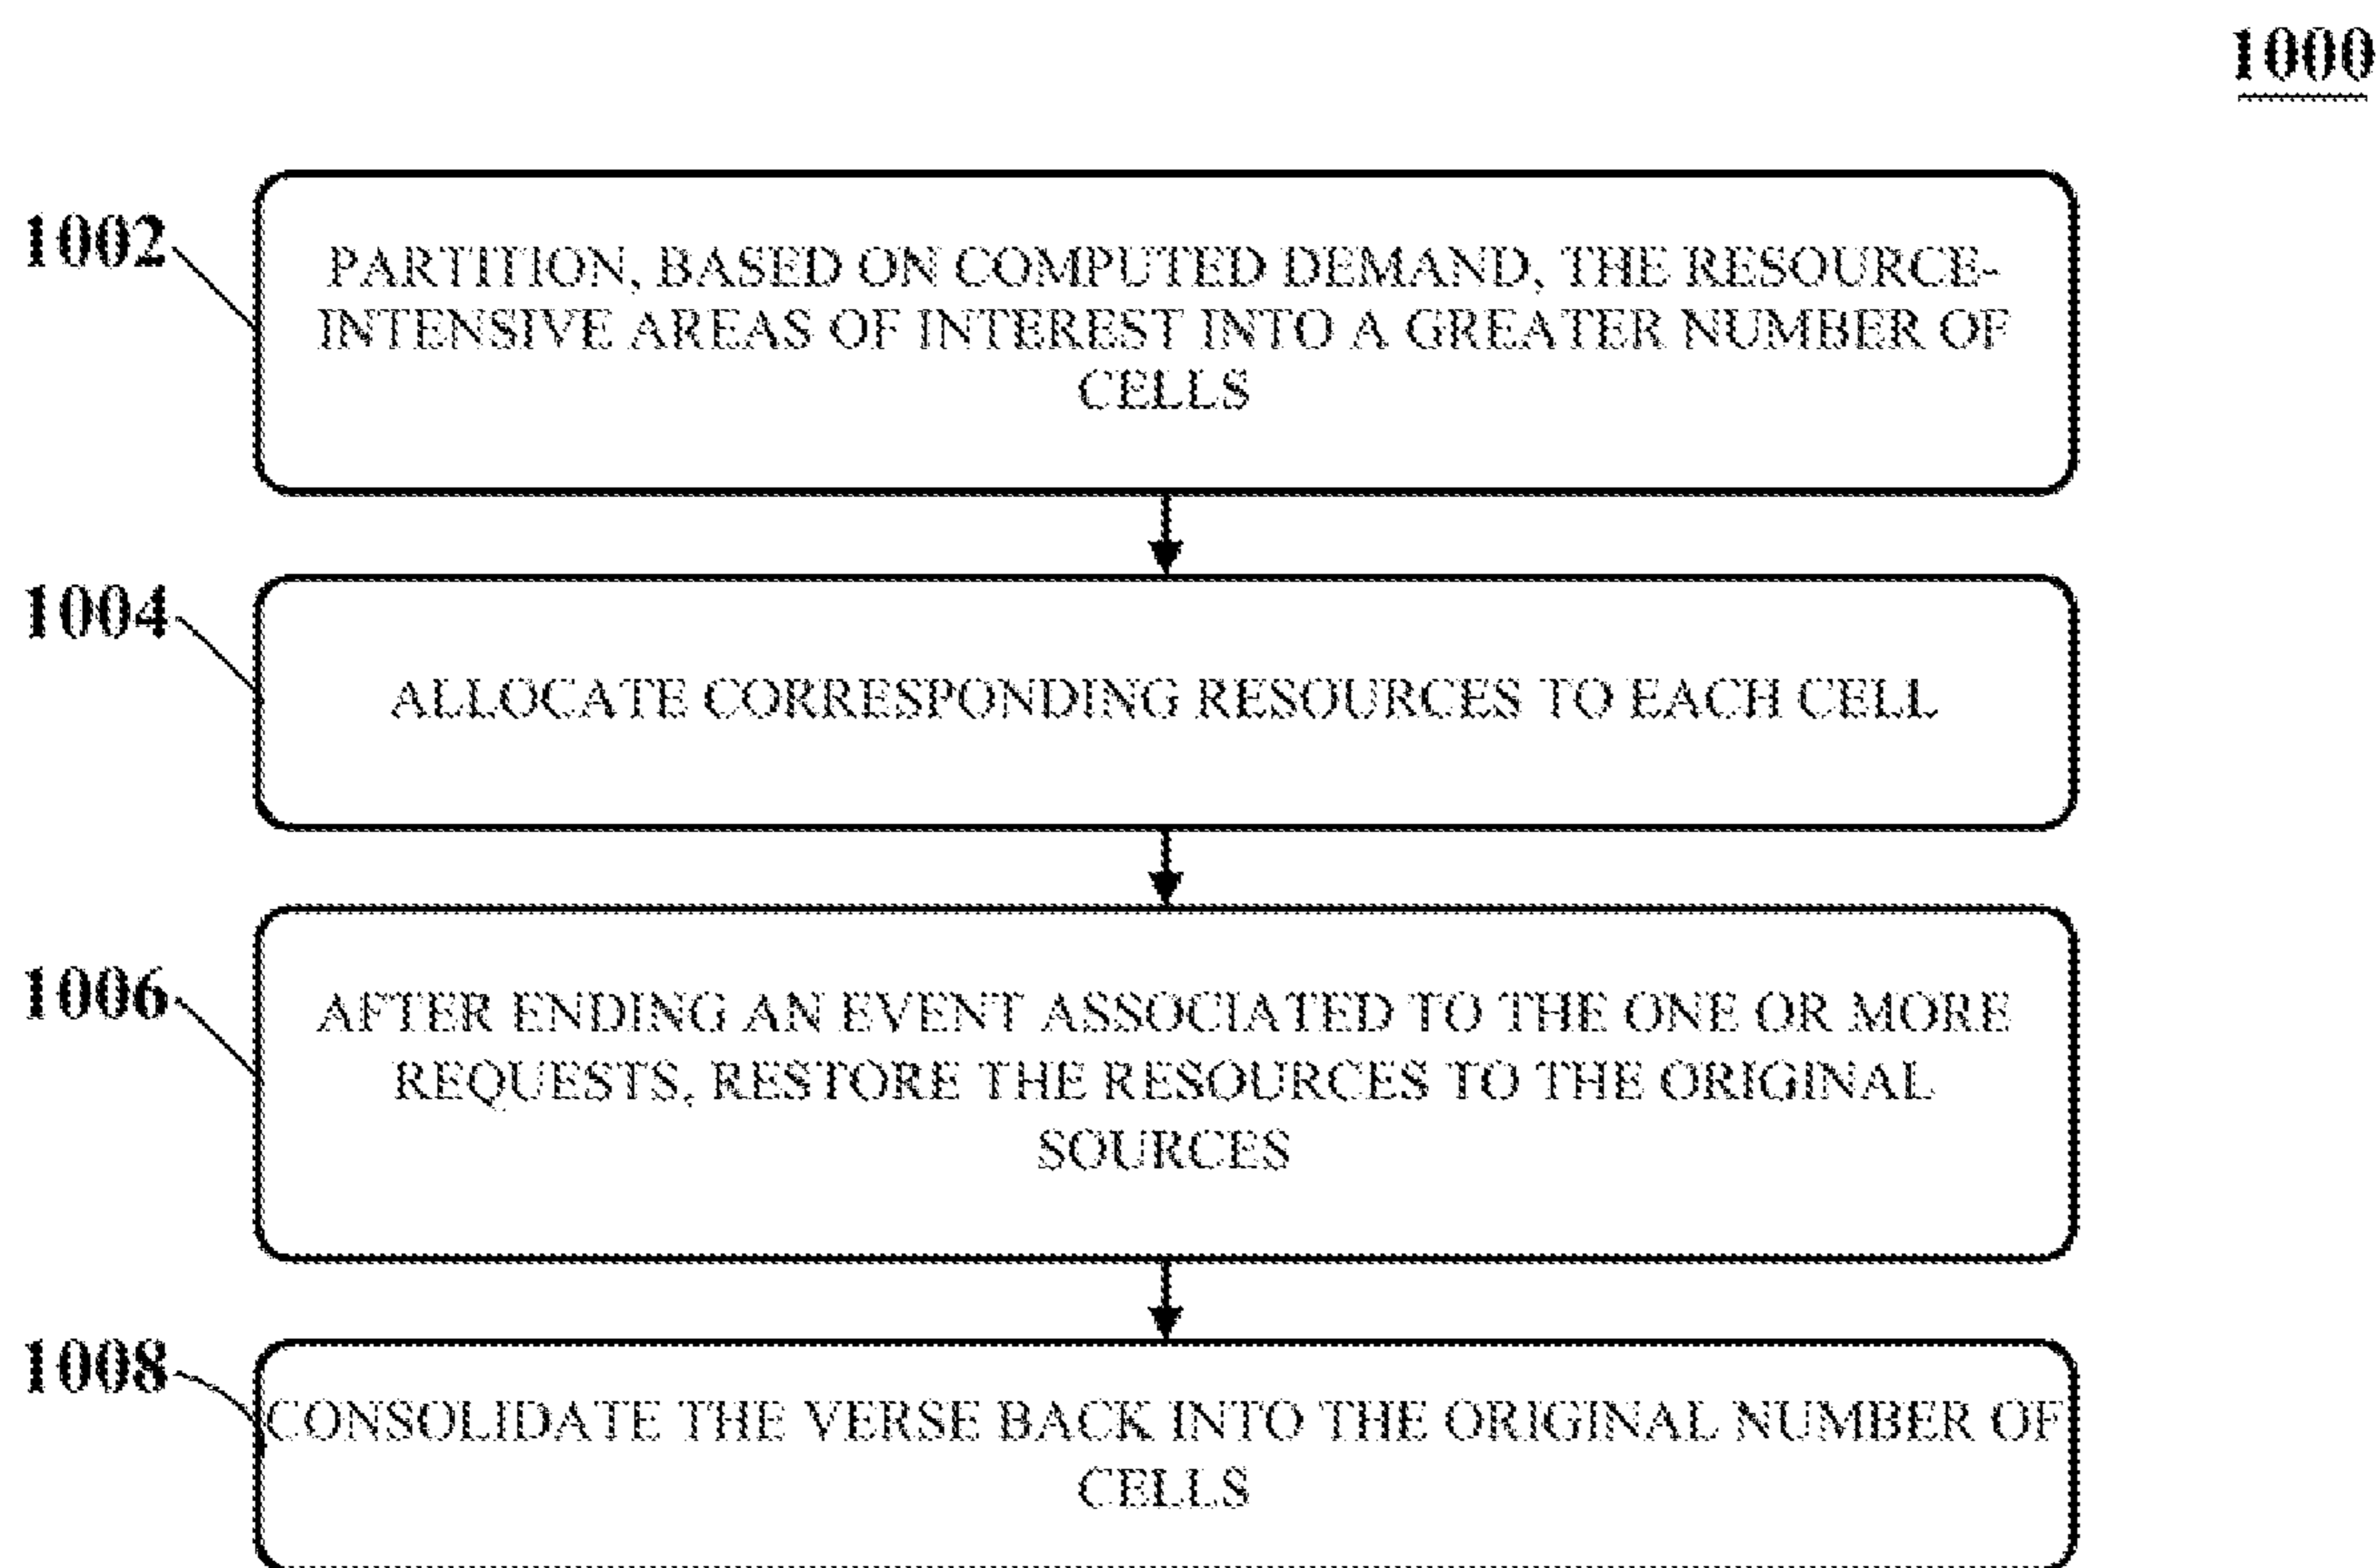 1000
1002
PARTITION, BASED ON COMPUTED DEMAND, THE RESOURCE-
INTENSIVE AREAS OF INTEREST INTO A GREATER NUMBER OF
CELLS
1004
ALLOCATE CORRESPONDING RESOURCES TO EACH CELL
1006
AFTER ENDING AN EVENT ASSOCIATED TO THE ONE OR MORE
REQUESTS, RESTORE THE RESOURCES TO THE ORIGINAL
SOURCES
1008
CONSOLIDATE THE VERSE BACK INTO THE ORIGINAL NUMBER OF
CELLS